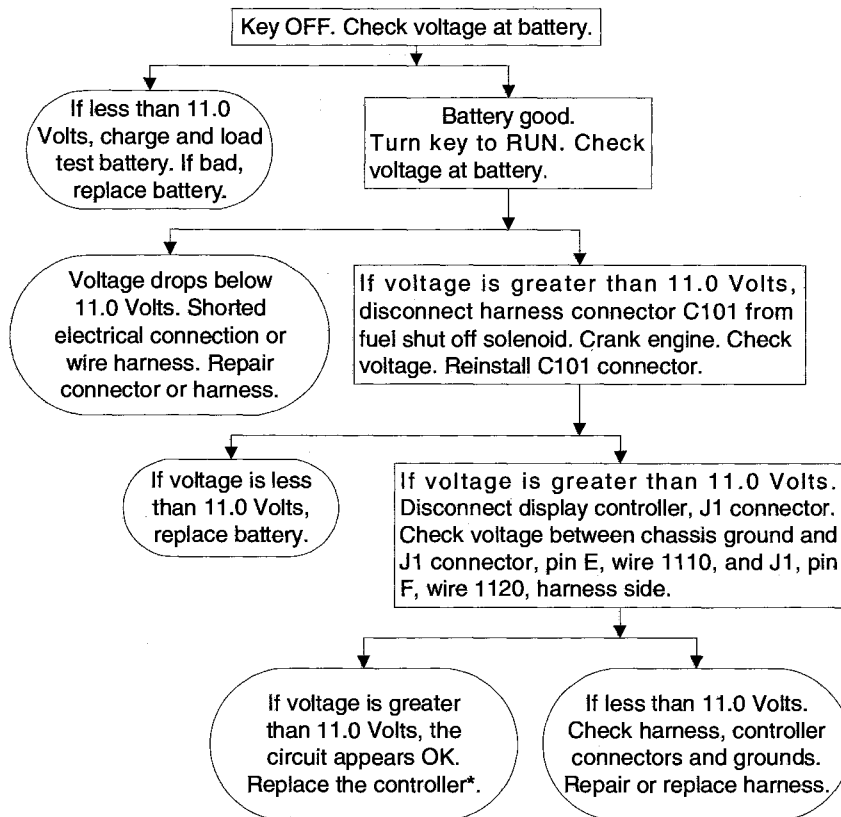 Key OFF. Check voltage at battery.
If less than 11.0
Volts, charge and load
test battery. If bad,
replace battery.
Battery good.
Turn key to RUN. Check
voltage at battery.
Voltage drops below
11.0 Volts. Shorted
electrical connection or
wire harness. Repair
connector or harness.
If voltage is greater than 11.0 Volts,
disconnect harness connector C101 from
fuel shut off solenoid. Crank engine. Check
voltage. Reinstall C101 connector.
If voltage is less
than 11.0 Volts,
replace battery.
If voltage is greater than 11.0 Volts.
Disconnect display controller, J1 connector.
Check voltage between chassis ground and
J1 connector, pin E, wire 1110, and J1, pin
F, wire 1120, harness side.
If voltage is greater
than 11.0 Volts, the
circuit appears OK.
Replace the controller*.
If less than 11.0 Volts.
Check harness, controller
connectors and grounds.
Repair or replace harness.